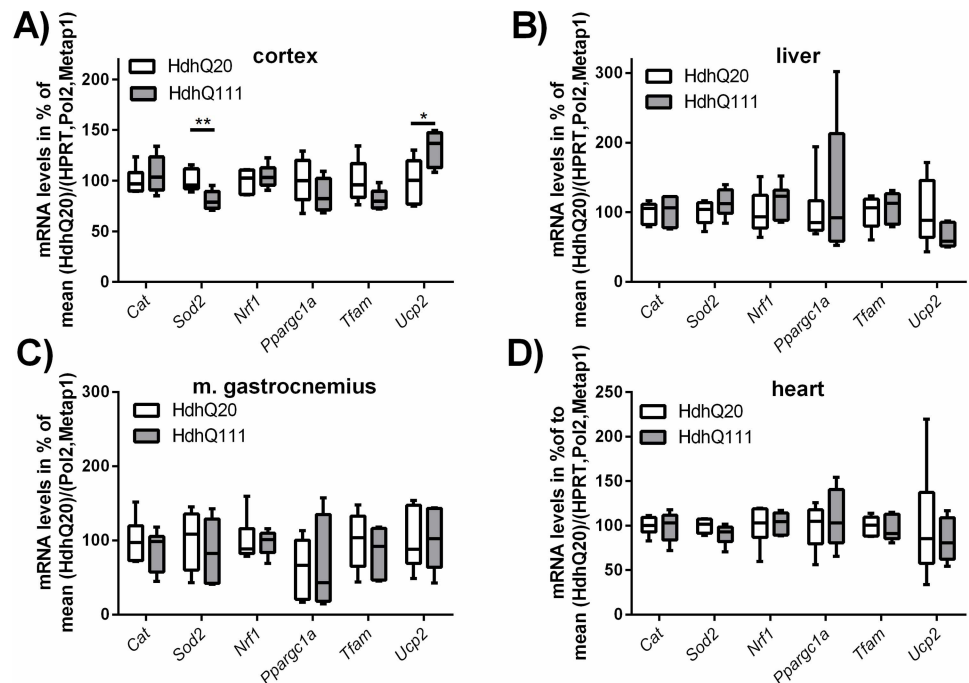 A)
cortex
HdhQ20
HdhQ111
mRNA levels in % of
mean (HdhQ20)/(HPRT,Pol2,Metap1)
200
150
100
50
0
**
*
Cat
Sod2
Nrf1
Ppargc1a
Tfam
Ucp2
B)
liver
HdhQ20
HdhQ111
mRNA levels in % of
mean (HdhQ20)/(HPRT,Pol2,Metap1)
300
200
100
0
Cat
Sod2
Nrf1
Ppargc1a
Tfam
Ucp2
C)
m. gastrocnemius
HdhQ20
HdhQ111
mRNA levels in % of
mean (HdhQ20)/(Pol2,Metap1)
300
200
100
0
Cat
Sod2
Nrf1
Ppargc1a
Tfam
Ucp2
D)
heart
HdhQ20
HdhQ111
mRNA levels in %of to
mean (HdhQ20)/(HPRT,Pol2,Metap1)
250
200
150
100
50
0
Cat
Sod2
Nrf1
Ppargc1a
Tfam
Ucp2